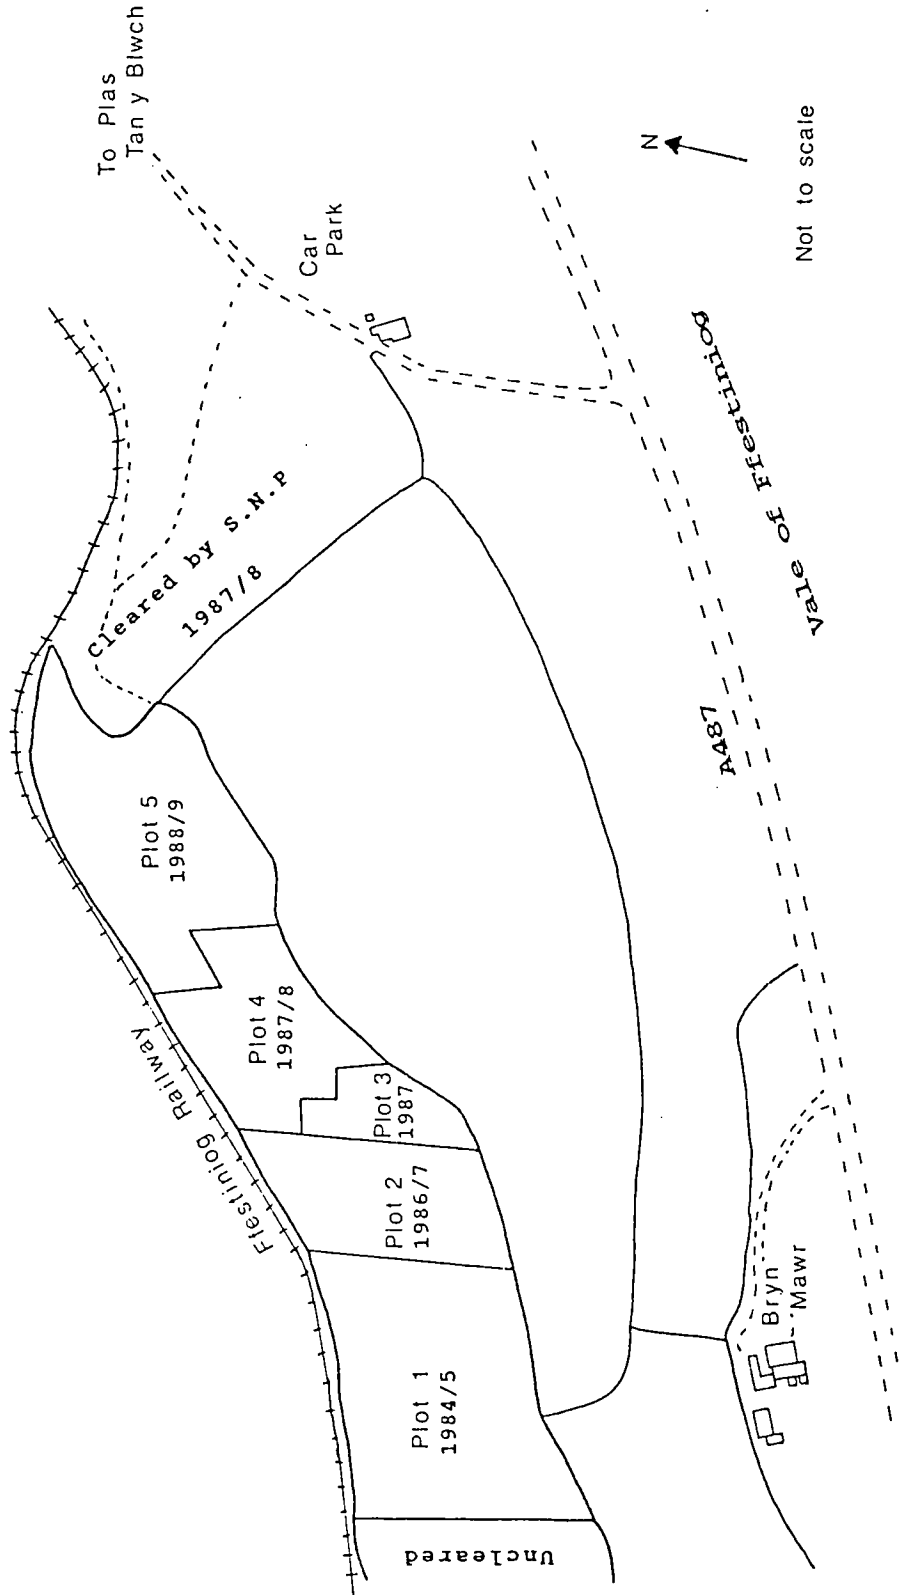 To Plas
Tan y Blwch
Car
Park
N
Not to scale
Cleared by S.N.P
1987/8
Ffestiniog Railway
Plot 5
1988/9
Plot 4
1987/8
Plot 3
1987
Plot 2
1986/7
Plot 1
1984/5
Uncleared
A487
Vale of Ffestiniog
Bryn
Mawr